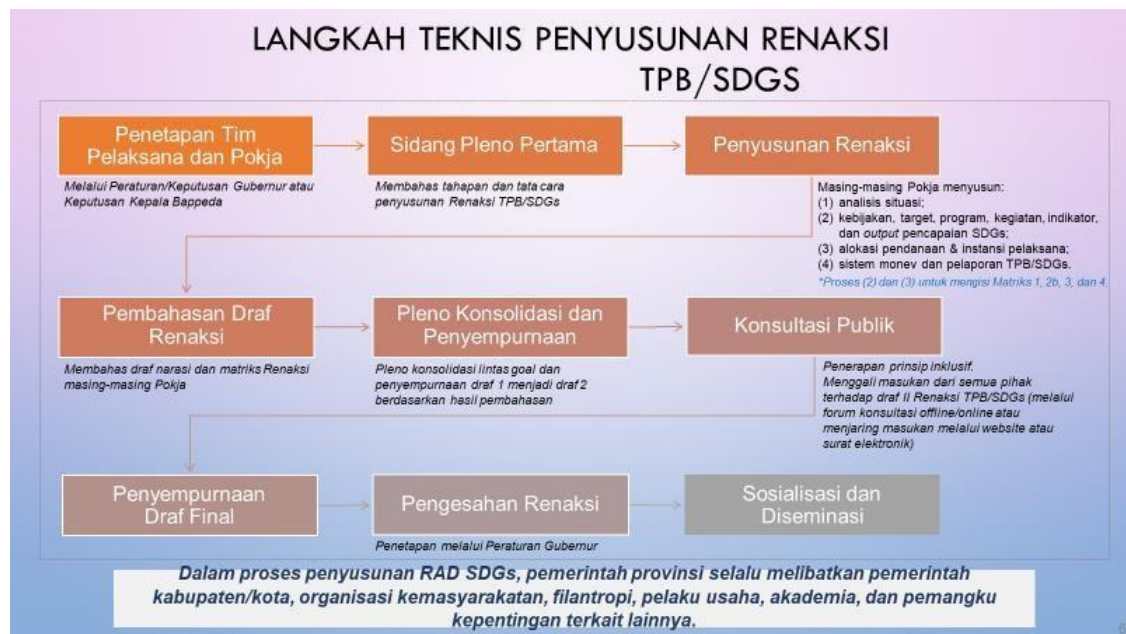 LANGKAH TEKNIS PENYUSUNAN RENAKSI
TPB/SDGS
Penetapan Tim
Pelaksana dan Pokja
Melalui Peraturan/Keputusan Gubernur atau
Keputusan Kepala Bappeda
Sidang Pleno Pertama
Membahas tahapan dan tata cara
penyusunan Renaksi TPB/SDGs
Penyusunan Renaksi
Masing-masing Pokja menyusun:
(1) analisis situasi;
(2) kebijakan, target, program, kegiatan, indikator,
dan output pencapaian SDGs;
(3) alokasi pendanaan & instansi pelaksana;
(4) sistem monev dan pelaporan TPB/SDGs.
*Proses (2) dan (3) untuk mengisi Matriks 1, 2b, 3, dan 4.
Pembahasan Draf
Renaksi
Membahas draf narasi dan matriks Renaksi
masing-masing Pokja
Pleno Konsolidasi dan
Penyempurnaan
Pleno konsolidasi lintas goal dan
penyempurnaan draf 1 menjadi draf 2
berdasarkan hasil pembahasan
Konsultasi Publik
Penerapan prinsip inklusif.
Menggali masukan dari semua pihak
terhadap draf II Renaksi TPB/SDGs (melalui
forum konsultasi offline/online atau
menjaring masukan melalui website atau
surat elektronik)
Penyempurnaan
Draf Final
Pengesahan Renaksi
Penetapan melalui Peraturan Gubernur
Sosialisasi dan
Diseminasi
Dalam proses penyusunan RAD SDGs, pemerintah provinsi selalu melibatkan pemerintah
kabupaten/kota, organisasi kemasyarakatan, filantropi, pelaku usaha, akademia, dan pemangku
kepentingan terkait lainnya.